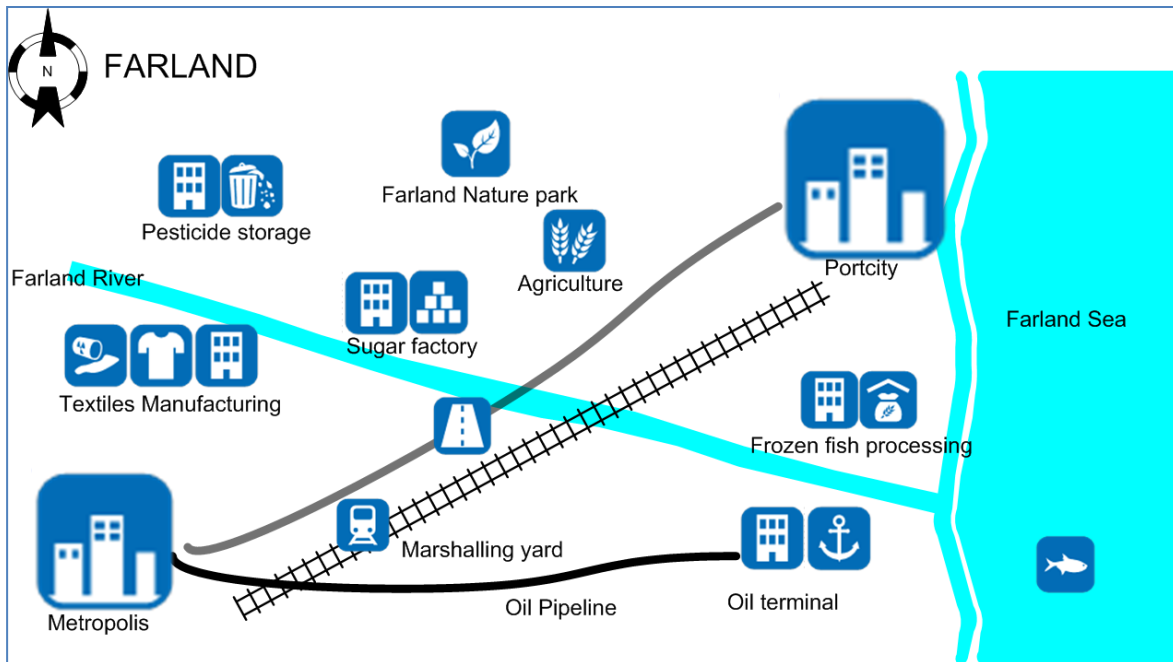 N
FARLAND
Farland Nature park
Pesticide storage
Agriculture
Portcity
Farland River
Sugar factory
Farland Sea
Textiles Manufacturing
Frozen fish processing
Marshalling yard
Oil Pipeline
Oil terminal
Metropolis